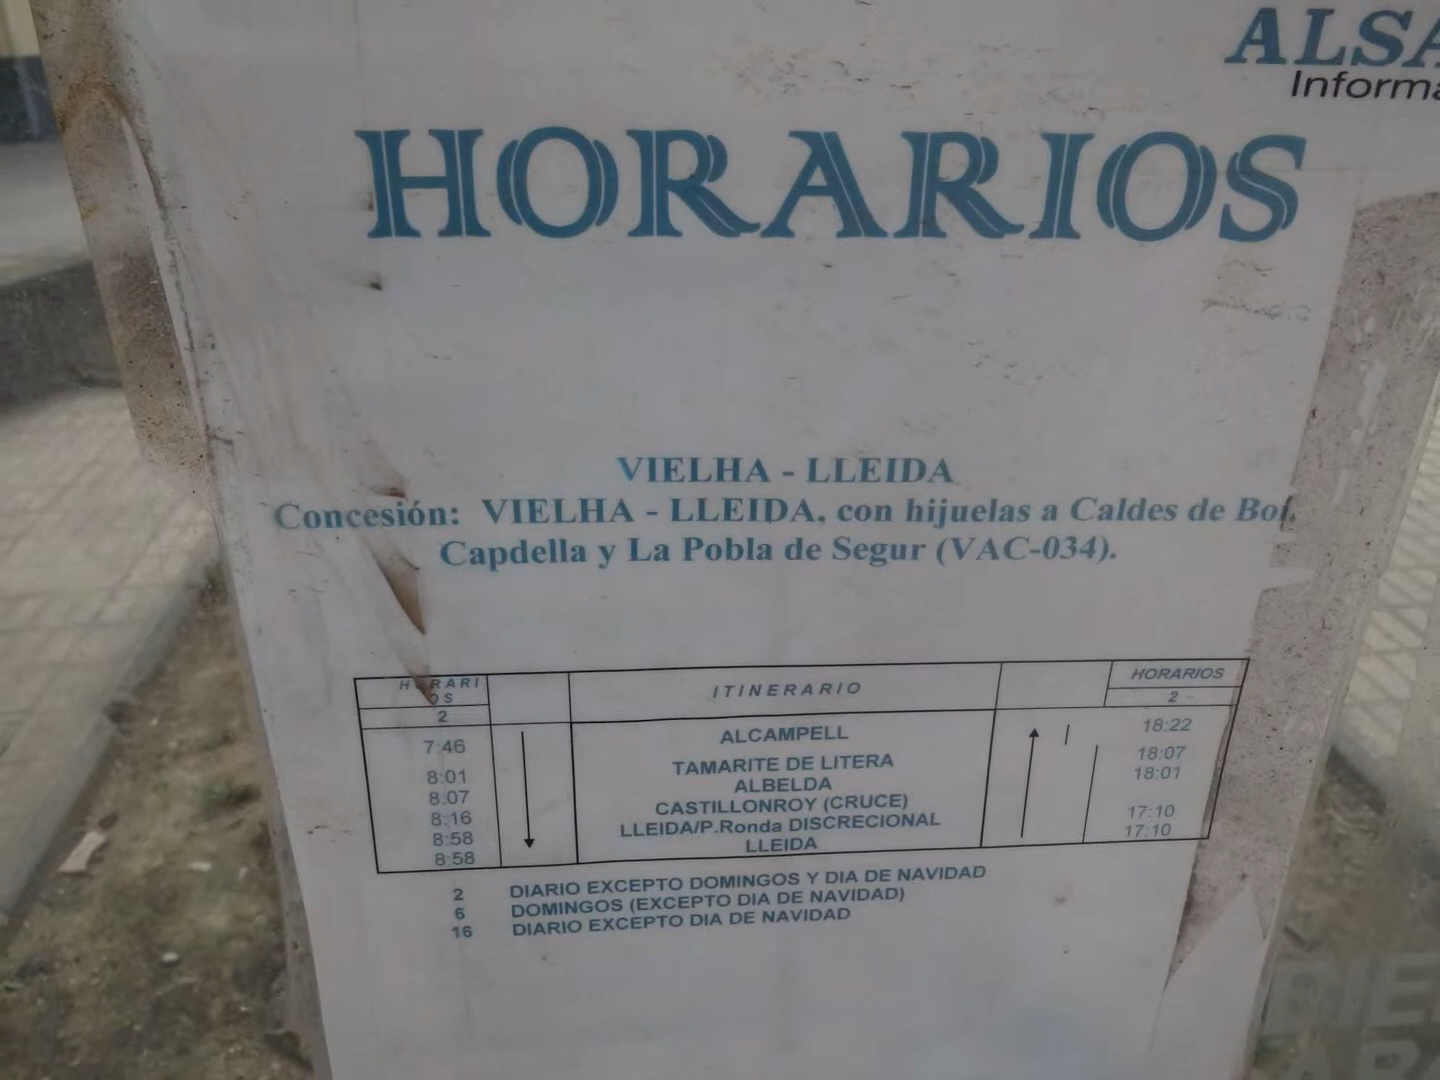 ALSA
Informa
HORARIOS
VIELHA - LLEIDA
Concesión: VIELHA - LLEIDA, con hijuelas a Caldes de Boí,
Capdella y La Pobla de Segur (VAC-034).
HORARI ITINERARIO HORARIOS
OS
2 2
7:46 ALCAMPELL 18:22
8:01 TAMARITE DE LITERA 18:07
8:07 ALBELDA 18:01
8:16 CASTILLONROY (CRUCE)
8:58 LLEIDA/P.Ronda DISCRECIONAL 17:10
8:58 LLEIDA 17:10
2 DIARIO EXCEPTO DOMINGOS Y DIA DE NAVIDAD
6 DOMINGOS (EXCEPTO DIA DE NAVIDAD)
16 DIARIO EXCEPTO DIA DE NAVIDAD